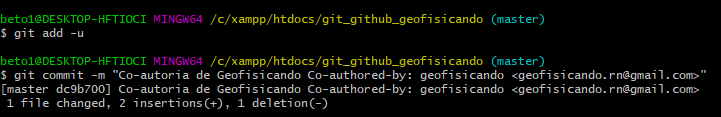 beto1@DESKTOP-HFTIOCI MINGW64 /c/xampp/htdocs/git_github_geofisicando (master)
$ git add -u
beto1@DESKTOP-HFTIOCI MINGW64 /c/xampp/htdocs/git_github_geofisicando (master)
$ git commit -m "Co-autoria de Geofisicando Co-authored-by: geofisicando <geofisicando.rn@gmail.com>"
[master dc9b700] Co-autoria de Geofisicando Co-authored-by: geofisicando <geofisicando.rn@gmail.com>
1 file changed, 2 insertions(+), 1 deletion(-)